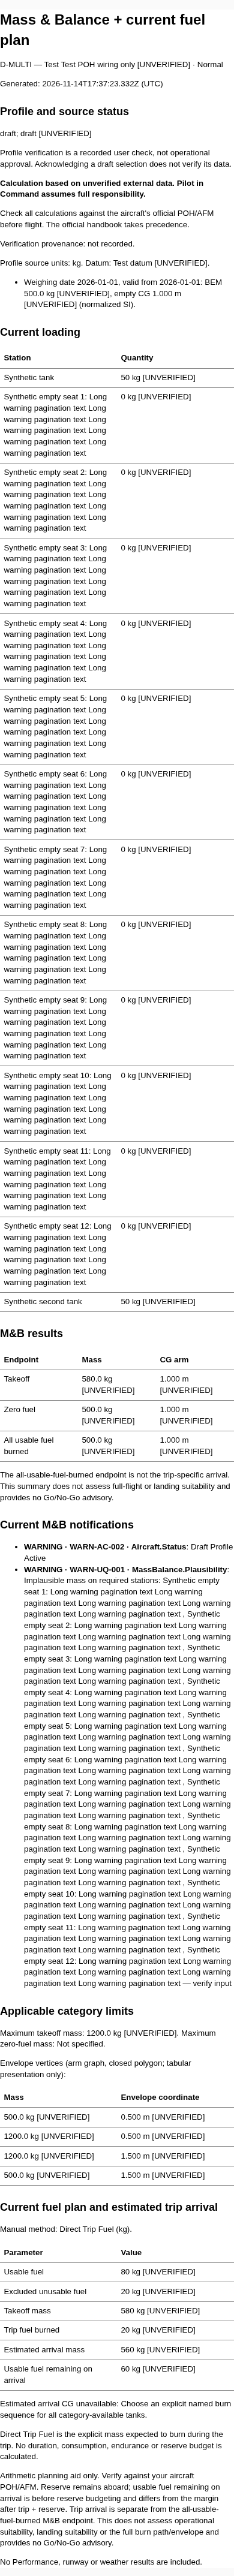 Mass & Balance + current fuel
plan
D-MULTI — Test Test POH wiring only [UNVERIFIED] · Normal
Generated: 2026-11-14T17:37:23.332Z (UTC)
Profile and source status
draft; draft [UNVERIFIED]
Profile verification is a recorded user check, not operational
approval. Acknowledging a draft selection does not verify its data.
Calculation based on unverified external data. Pilot in
Command assumes full responsibility.
Check all calculations against the aircraft's official POH/AFM
before flight. The official handbook takes precedence.
Verification provenance: not recorded.
Profile source units: kg. Datum: Test datum [UNVERIFIED].
• Weighing date 2026-01-01, valid from 2026-01-01: BEM
500.0 kg [UNVERIFIED], empty CG 1.000 m
[UNVERIFIED] (normalized SI).
Current loading
Station Quantity
Synthetic tank 50 kg [UNVERIFIED]
Synthetic empty seat 1: Long 0 kg [UNVERIFIED]
warning pagination text Long
warning pagination text Long
warning pagination text Long
warning pagination text Long
warning pagination text
Synthetic empty seat 2: Long 0 kg [UNVERIFIED]
warning pagination text Long
warning pagination text Long
warning pagination text Long
warning pagination text Long
warning pagination text
Synthetic empty seat 3: Long 0 kg [UNVERIFIED]
warning pagination text Long
warning pagination text Long
warning pagination text Long
warning pagination text Long
warning pagination text
Synthetic empty seat 4: Long 0 kg [UNVERIFIED]
warning pagination text Long
warning pagination text Long
warning pagination text Long
warning pagination text Long
warning pagination text
Synthetic empty seat 5: Long 0 kg [UNVERIFIED]
warning pagination text Long
warning pagination text Long
warning pagination text Long
warning pagination text Long
warning pagination text
Synthetic empty seat 6: Long 0 kg [UNVERIFIED]
warning pagination text Long
warning pagination text Long
warning pagination text Long
warning pagination text Long
warning pagination text
Synthetic empty seat 7: Long 0 kg [UNVERIFIED]
warning pagination text Long
warning pagination text Long
warning pagination text Long
warning pagination text Long
warning pagination text
Synthetic empty seat 8: Long 0 kg [UNVERIFIED]
warning pagination text Long
warning pagination text Long
warning pagination text Long
warning pagination text Long
warning pagination text
Synthetic empty seat 9: Long 0 kg [UNVERIFIED]
warning pagination text Long
warning pagination text Long
warning pagination text Long
warning pagination text Long
warning pagination text
Synthetic empty seat 10: Long 0 kg [UNVERIFIED]
warning pagination text Long
warning pagination text Long
warning pagination text Long
warning pagination text Long
warning pagination text
Synthetic empty seat 11: Long 0 kg [UNVERIFIED]
warning pagination text Long
warning pagination text Long
warning pagination text Long
warning pagination text Long
warning pagination text
Synthetic empty seat 12: Long 0 kg [UNVERIFIED]
warning pagination text Long
warning pagination text Long
warning pagination text Long
warning pagination text Long
warning pagination text
Synthetic second tank 50 kg [UNVERIFIED]
M&B results
Endpoint Mass CG arm
Takeoff 580.0 kg 1.000 m
[UNVERIFIED] [UNVERIFIED]
Zero fuel 500.0 kg 1.000 m
[UNVERIFIED] [UNVERIFIED]
All usable fuel 500.0 kg 1.000 m
burned [UNVERIFIED] [UNVERIFIED]
The all-usable-fuel-burned endpoint is not the trip-specific arrival.
This summary does not assess full-flight or landing suitability and
provides no Go/No-Go advisory.
Current M&B notifications
• WARNING · WARN-AC-002 · Aircraft.Status: Draft Profile
Active
• WARNING · WARN-UQ-001 · MassBalance.Plausibility:
Implausible mass on required stations: Synthetic empty
seat 1: Long warning pagination text Long warning
pagination text Long warning pagination text Long warning
pagination text Long warning pagination text , Synthetic
empty seat 2: Long warning pagination text Long warning
pagination text Long warning pagination text Long warning
pagination text Long warning pagination text , Synthetic
empty seat 3: Long warning pagination text Long warning
pagination text Long warning pagination text Long warning
pagination text Long warning pagination text , Synthetic
empty seat 4: Long warning pagination text Long warning
pagination text Long warning pagination text Long warning
pagination text Long warning pagination text , Synthetic
empty seat 5: Long warning pagination text Long warning
pagination text Long warning pagination text Long warning
pagination text Long warning pagination text , Synthetic
empty seat 6: Long warning pagination text Long warning
pagination text Long warning pagination text Long warning
pagination text Long warning pagination text , Synthetic
empty seat 7: Long warning pagination text Long warning
pagination text Long warning pagination text Long warning
pagination text Long warning pagination text , Synthetic
empty seat 8: Long warning pagination text Long warning
pagination text Long warning pagination text Long warning
pagination text Long warning pagination text , Synthetic
empty seat 9: Long warning pagination text Long warning
pagination text Long warning pagination text Long warning
pagination text Long warning pagination text , Synthetic
empty seat 10: Long warning pagination text Long warning
pagination text Long warning pagination text Long warning
pagination text Long warning pagination text , Synthetic
empty seat 11: Long warning pagination text Long warning
pagination text Long warning pagination text Long warning
pagination text Long warning pagination text , Synthetic
empty seat 12: Long warning pagination text Long warning
pagination text Long warning pagination text Long warning
pagination text Long warning pagination text — verify input
Applicable category limits
Maximum takeoff mass: 1200.0 kg [UNVERIFIED]. Maximum
zero-fuel mass: Not specified.
Envelope vertices (arm graph, closed polygon; tabular
presentation only):
Mass Envelope coordinate
500.0 kg [UNVERIFIED] 0.500 m [UNVERIFIED]
1200.0 kg [UNVERIFIED] 0.500 m [UNVERIFIED]
1200.0 kg [UNVERIFIED] 1.500 m [UNVERIFIED]
500.0 kg [UNVERIFIED] 1.500 m [UNVERIFIED]
Current fuel plan and estimated trip arrival
Manual method: Direct Trip Fuel (kg).
Parameter Value
Usable fuel 80 kg [UNVERIFIED]
Excluded unusable fuel 20 kg [UNVERIFIED]
Takeoff mass 580 kg [UNVERIFIED]
Trip fuel burned 20 kg [UNVERIFIED]
Estimated arrival mass 560 kg [UNVERIFIED]
Usable fuel remaining on 60 kg [UNVERIFIED]
arrival
Estimated arrival CG unavailable: Choose an explicit named burn
sequence for all category-available tanks.
Direct Trip Fuel is the explicit mass expected to burn during the
trip. No duration, consumption, endurance or reserve budget is
calculated.
Arithmetic planning aid only. Verify against your aircraft
POH/AFM. Reserve remains aboard; usable fuel remaining on
arrival is before reserve budgeting and differs from the margin
after trip + reserve. Trip arrival is separate from the all-usable-
fuel-burned M&B endpoint. This does not assess operational
suitability, landing suitability or the full burn path/envelope and
provides no Go/No-Go advisory.
No Performance, runway or weather results are included.